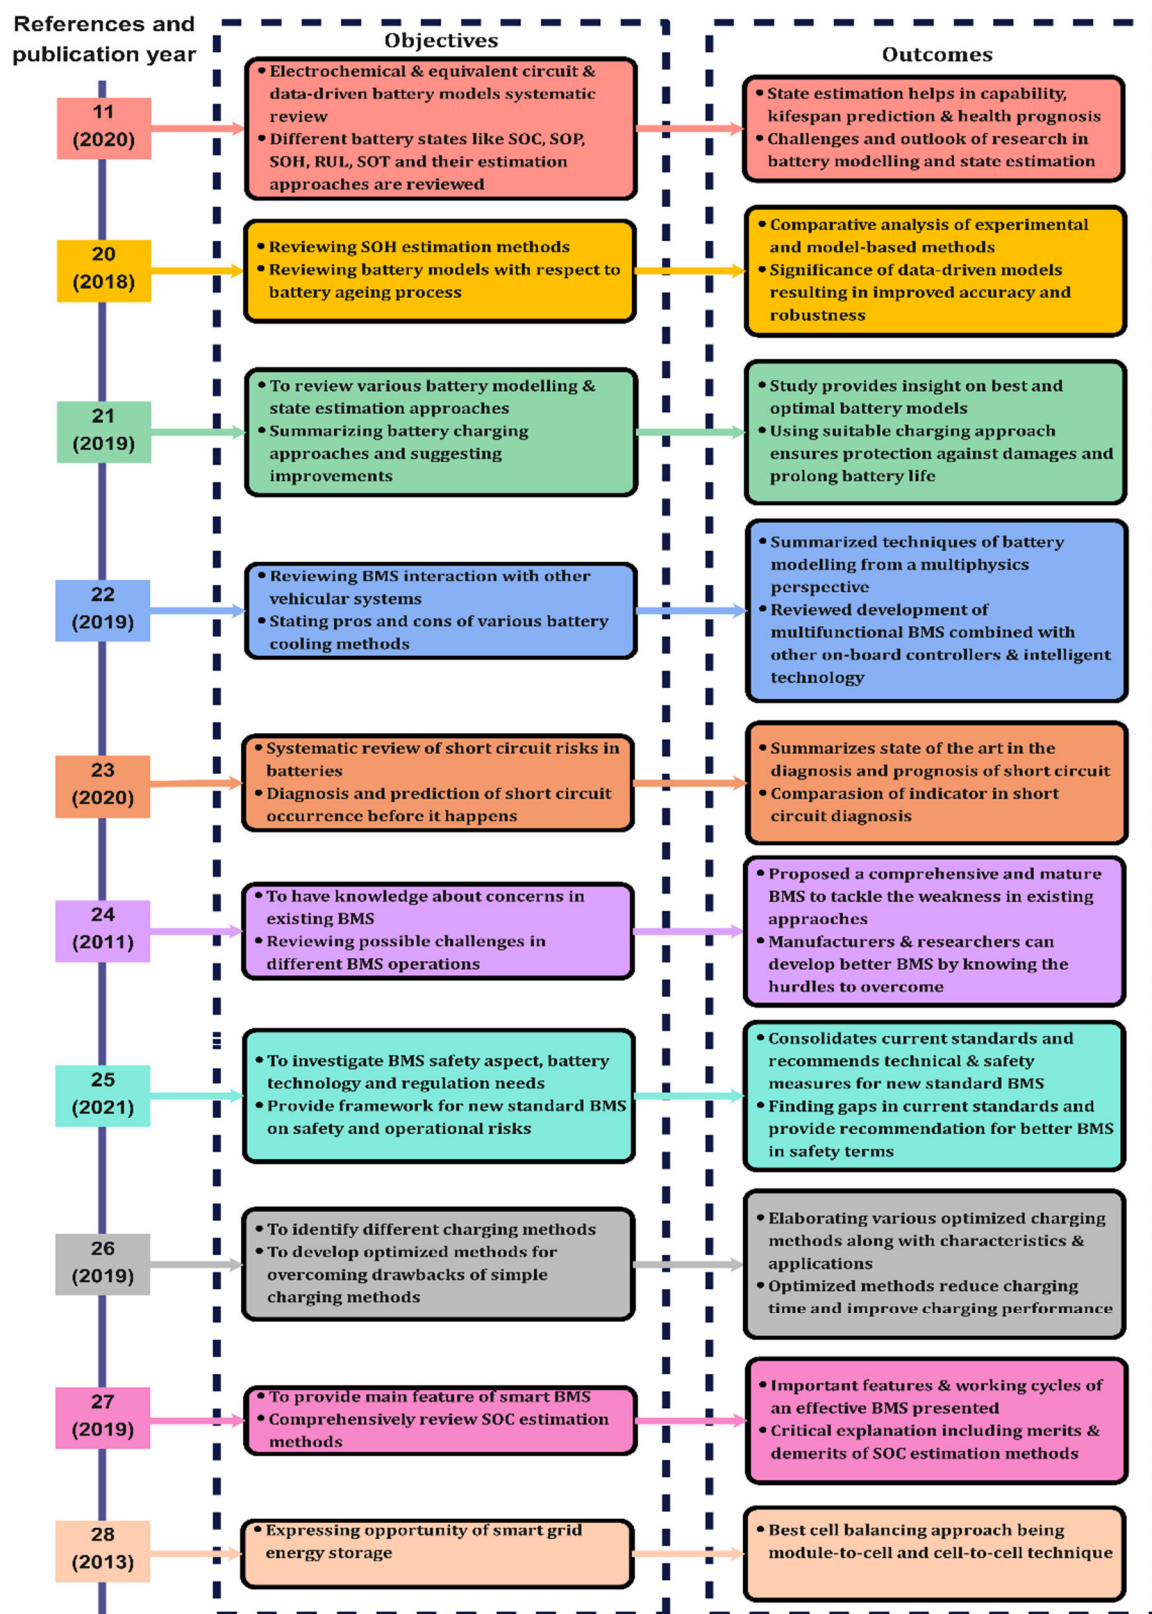 References and
publication year
Objectives
Outcomes
11
(2020)
• Electrochemical & equivalent circuit &
data-driven battery models systematic
review
• Different battery states like SOC, SOP,
SOH, RUL, SOT and their estimation
approaches are reviewed
• State estimation helps in capability,
kifespan prediction & health prognosis
• Challenges and outlook of research in
battery modelling and state estimation
20
(2018)
• Reviewing SOH estimation methods
• Reviewing battery models with respect to
battery ageing process
• Comparative analysis of experimental
and model-based methods
• Significance of data-driven models
resulting in improved accuracy and
robustness
21
(2019)
• To review various battery modelling &
state estimation approaches
• Summarizing battery charging
approaches and suggesting
improvements
• Study provides insight on best and
optimal battery models
• Using suitable charging approach
ensures protection against damages and
prolong battery life
22
(2019)
• Reviewing BMS interaction with other
vehicular systems
• Stating pros and cons of various battery
cooling methods
• Summarized techniques of battery
modelling from a multiphysics
perspective
• Reviewed development of
multifunctional BMS combined with
other on-board controllers & intelligent
technology
23
(2020)
• Systematic review of short circuit risks in
batteries
• Diagnosis and prediction of short circuit
occurrence before it happens
• Summarizes state of the art in the
diagnosis and prognosis of short circuit
• Comparasion of indicator in short
circuit diagnosis
24
(2011)
• To have knowledge about concerns in
existing BMS
• Reviewing possible challenges in
different BMS operations
• Proposed a comprehensive and mature
BMS to tackle the weakness in existing
appraoches
• Manufacturers & researchers can
develop better BMS by knowing the
hurdles to overcome
25
(2021)
• To investigate BMS safety aspect, battery
technology and regulation needs
• Provide framework for new standard BMS
on safety and operational risks
• Consolidates current standards and
recommends technical & safety
measures for new standard BMS
• Finding gaps in current standards and
provide recommendation for better BMS
in safety terms
26
(2019)
• To identify different charging methods
• To develop optimized methods for
overcoming drawbacks of simple
charging methods
• Elaborating various optimized charging
methods along with characteristics &
applications
• Optimized methods reduce charging
time and improve charging performance
27
(2019)
• To provide main feature of smart BMS
• Comprehensively review SOC estimation
methods
• Important features & working cycles of
an effective BMS presented
• Critical explanation including merits &
demerits of SOC estimation methods
28
(2013)
• Expressing opportunity of smart grid
energy storage
• Best cell balancing approach being
module-to-cell and cell-to-cell technique